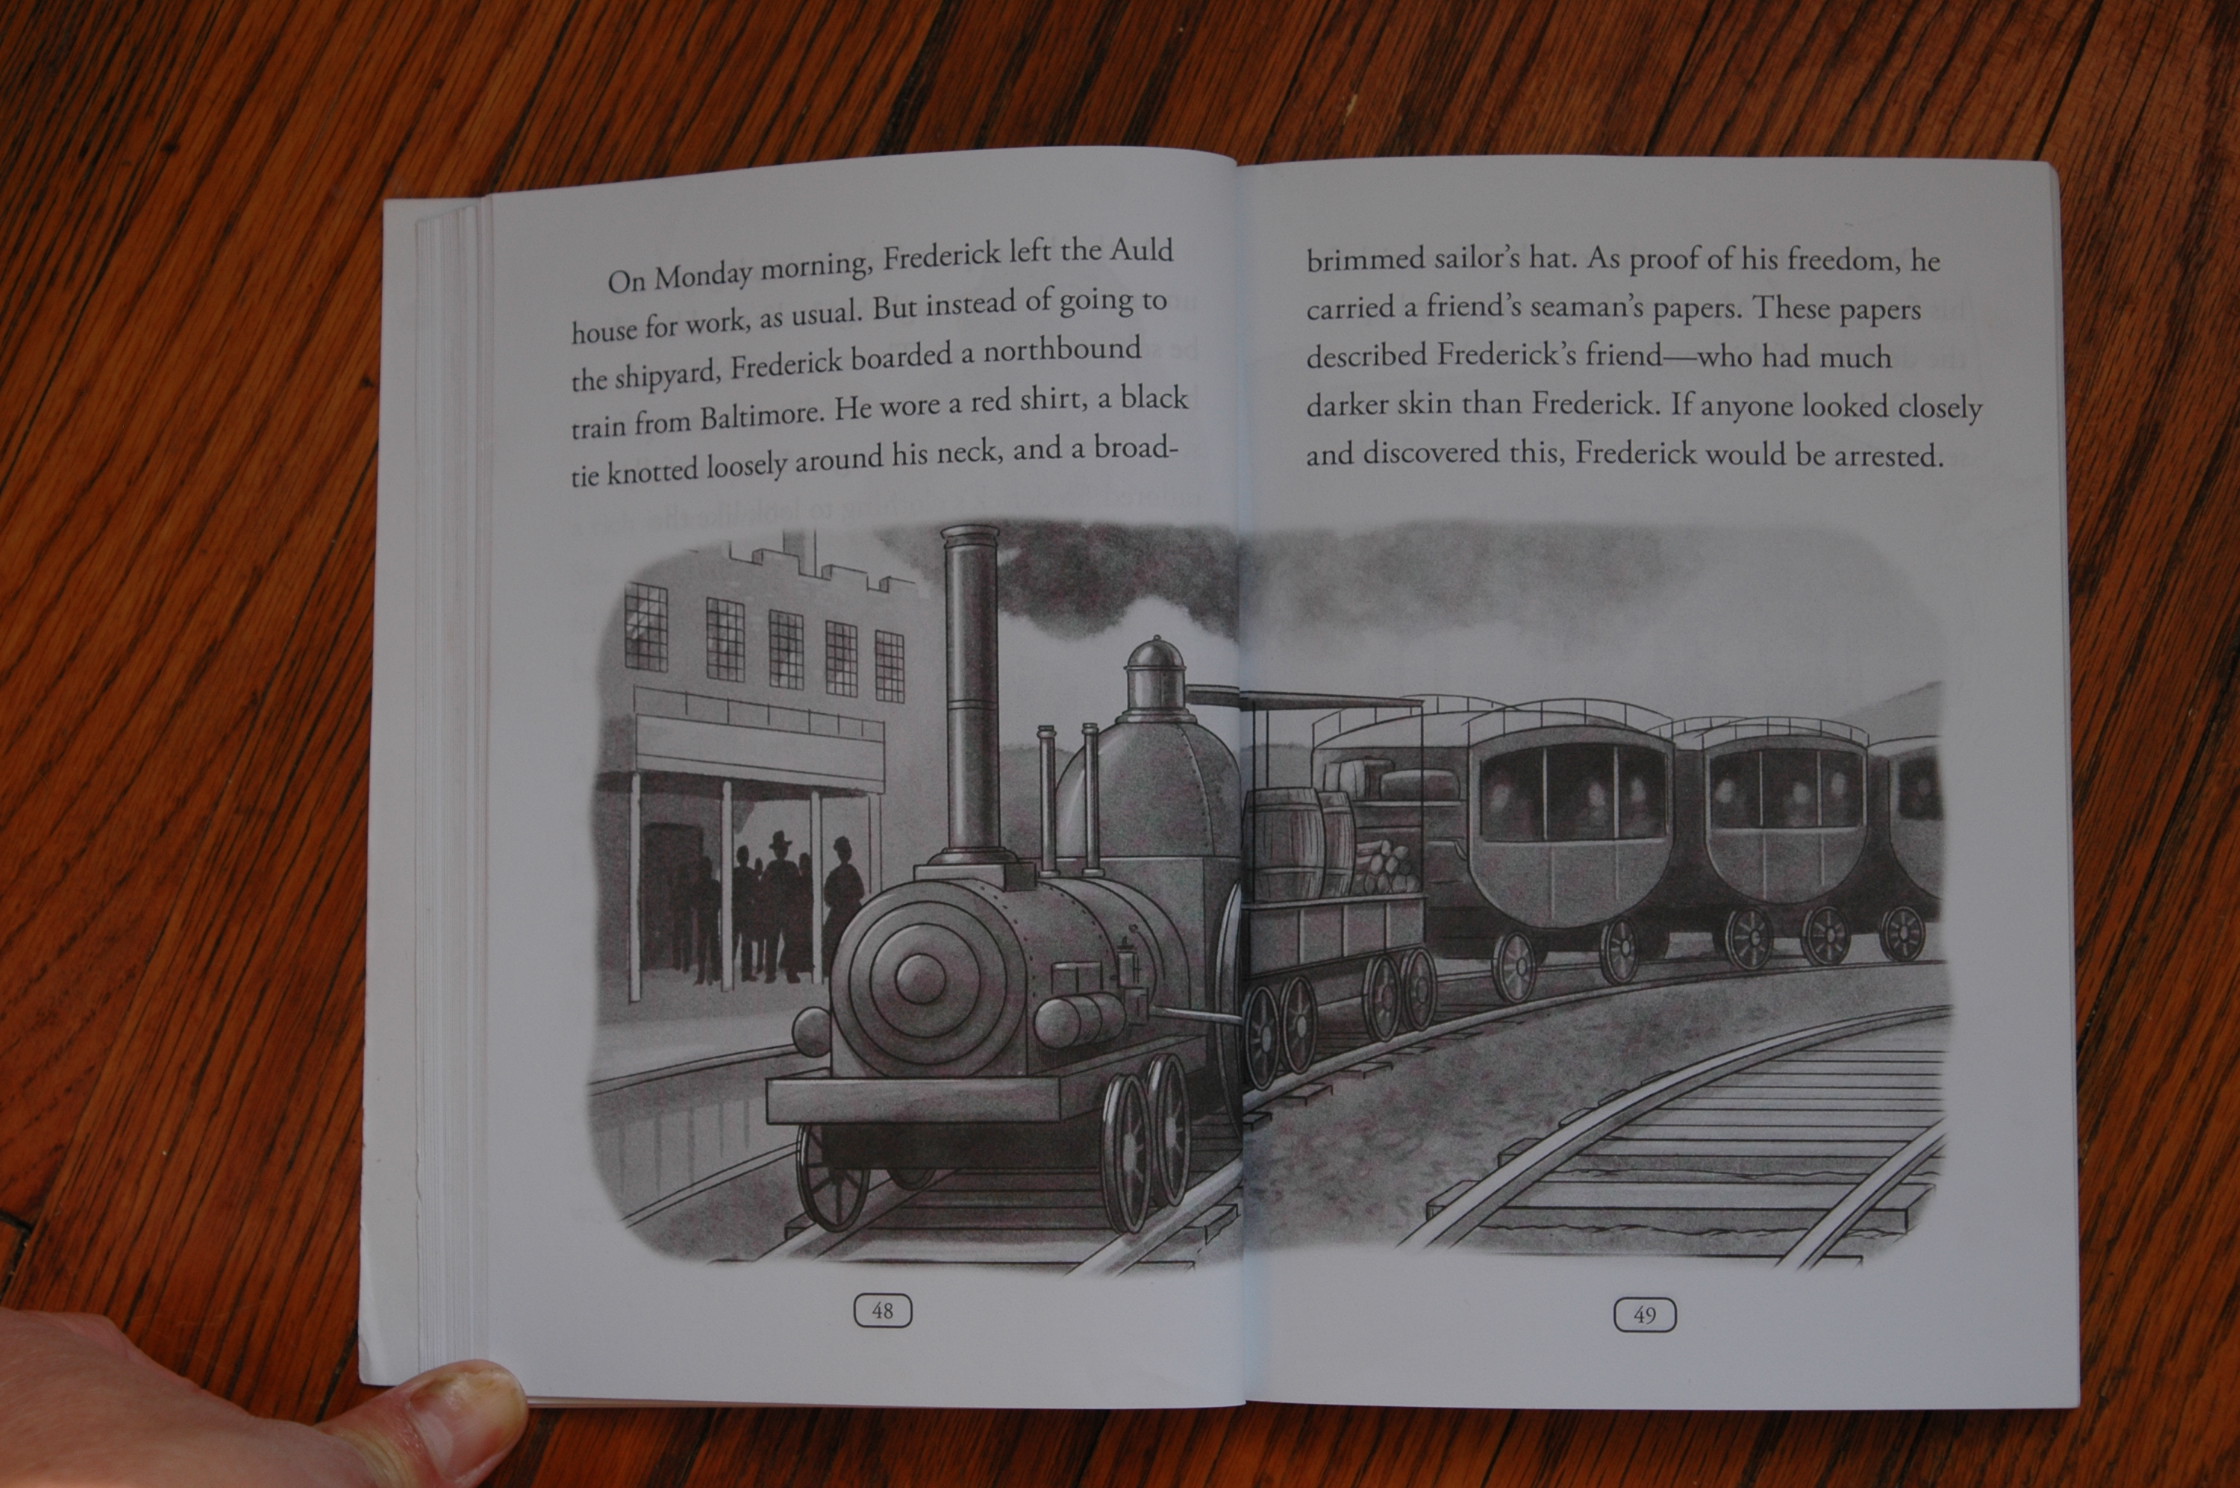 On Monday morning, Frederick left the Auld
house for work, as usual. But instead of going to
the shipyard, Frederick boarded a northbound
train from Baltimore. He wore a red shirt, a black
tie knotted loosely around his neck, and a broad-
48
brimmed sailor's hat. As proof of his freedom, he
carried a friend's seaman's papers. These papers
described Frederick's friend—who had much
darker skin than Frederick. If anyone looked closely
and discovered this, Frederick would be arrested.
49